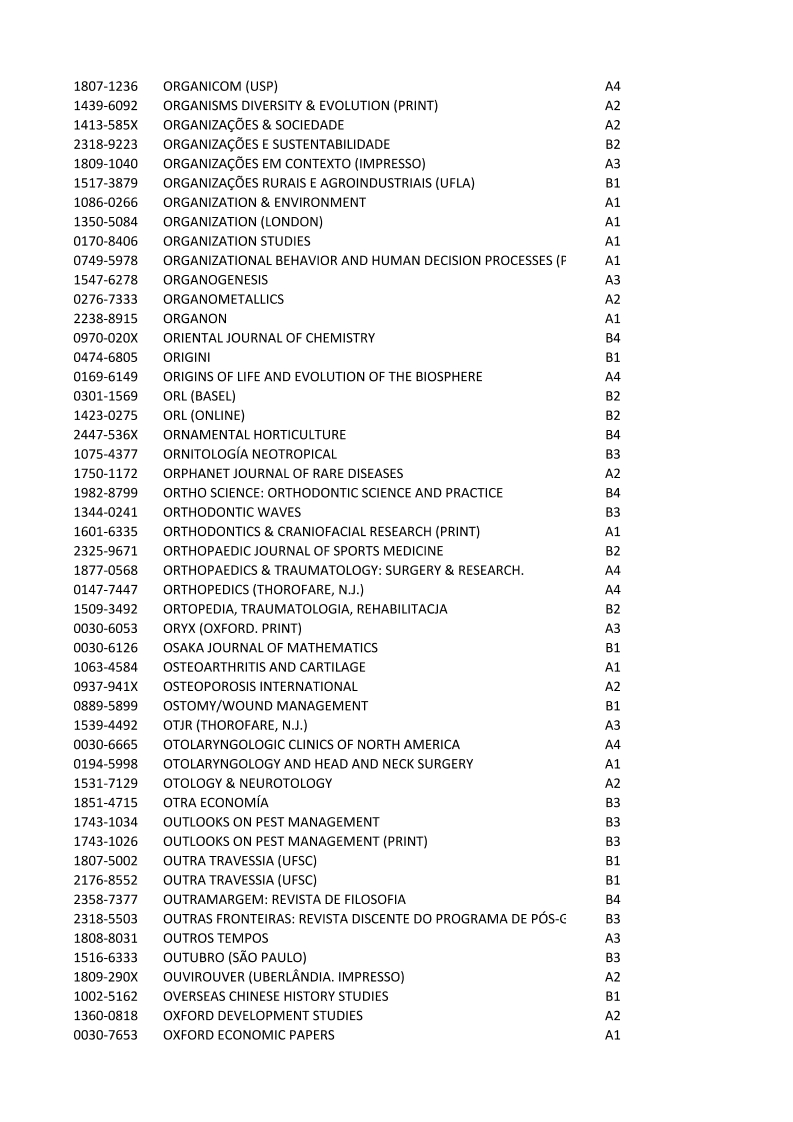 1807-1236 ORGANICOM (USP) A4
1439-6092 ORGANISMS DIVERSITY & EVOLUTION (PRINT) A2
1413-585X ORGANIZAÇÕES & SOCIEDADE A2
2318-9223 ORGANIZAÇÕES E SUSTENTABILIDADE B2
1809-1040 ORGANIZAÇÕES EM CONTEXTO (IMPRESSO) A3
1517-3879 ORGANIZAÇÕES RURAIS E AGROINDUSTRIAIS (UFLA) B1
1086-0266 ORGANIZATION & ENVIRONMENT A1
1350-5084 ORGANIZATION (LONDON) A1
0170-8406 ORGANIZATION STUDIES A1
0749-5978 ORGANIZATIONAL BEHAVIOR AND HUMAN DECISION PROCESSES (P A1
1547-6278 ORGANOGENESIS A3
0276-7333 ORGANOMETALLICS A2
2238-8915 ORGANON A1
0970-020X ORIENTAL JOURNAL OF CHEMISTRY B4
0474-6805 ORIGINI B1
0169-6149 ORIGINS OF LIFE AND EVOLUTION OF THE BIOSPHERE A4
0301-1569 ORL (BASEL) B2
1423-0275 ORL (ONLINE) B2
2447-536X ORNAMENTAL HORTICULTURE B4
1075-4377 ORNITOLOGÍA NEOTROPICAL B3
1750-1172 ORPHANET JOURNAL OF RARE DISEASES A2
1982-8799 ORTHO SCIENCE: ORTHODONTIC SCIENCE AND PRACTICE B4
1344-0241 ORTHODONTIC WAVES B3
1601-6335 ORTHODONTICS & CRANIOFACIAL RESEARCH (PRINT) A1
2325-9671 ORTHOPAEDIC JOURNAL OF SPORTS MEDICINE B2
1877-0568 ORTHOPAEDICS & TRAUMATOLOGY: SURGERY & RESEARCH. A4
0147-7447 ORTHOPEDICS (THOROFARE, N.J.) A4
1509-3492 ORTOPEDIA, TRAUMATOLOGIA, REHABILITACJA B2
0030-6053 ORYX (OXFORD. PRINT) A3
0030-6126 OSAKA JOURNAL OF MATHEMATICS B1
1063-4584 OSTEOARTHRITIS AND CARTILAGE A1
0937-941X OSTEOPOROSIS INTERNATIONAL A2
0889-5899 OSTOMY/WOUND MANAGEMENT B1
1539-4492 OTJR (THOROFARE, N.J.) A3
0030-6665 OTOLARYNGOLOGIC CLINICS OF NORTH AMERICA A4
0194-5998 OTOLARYNGOLOGY AND HEAD AND NECK SURGERY A1
1531-7129 OTOLOGY & NEUROTOLOGY A2
1851-4715 OTRA ECONOMÍA B3
1743-1034 OUTLOOKS ON PEST MANAGEMENT B3
1743-1026 OUTLOOKS ON PEST MANAGEMENT (PRINT) B3
1807-5002 OUTRA TRAVESSIA (UFSC) B1
2176-8552 OUTRA TRAVESSIA (UFSC) B1
2358-7377 OUTRAMARGEM: REVISTA DE FILOSOFIA B4
2318-5503 OUTRAS FRONTEIRAS: REVISTA DISCENTE DO PROGRAMA DE PÓS-G B3
1808-8031 OUTROS TEMPOS A3
1516-6333 OUTUBRO (SÃO PAULO) B3
1809-290X OUVIROUVER (UBERLÂNDIA. IMPRESSO) A2
1002-5162 OVERSEAS CHINESE HISTORY STUDIES B1
1360-0818 OXFORD DEVELOPMENT STUDIES A2
0030-7653 OXFORD ECONOMIC PAPERS A1